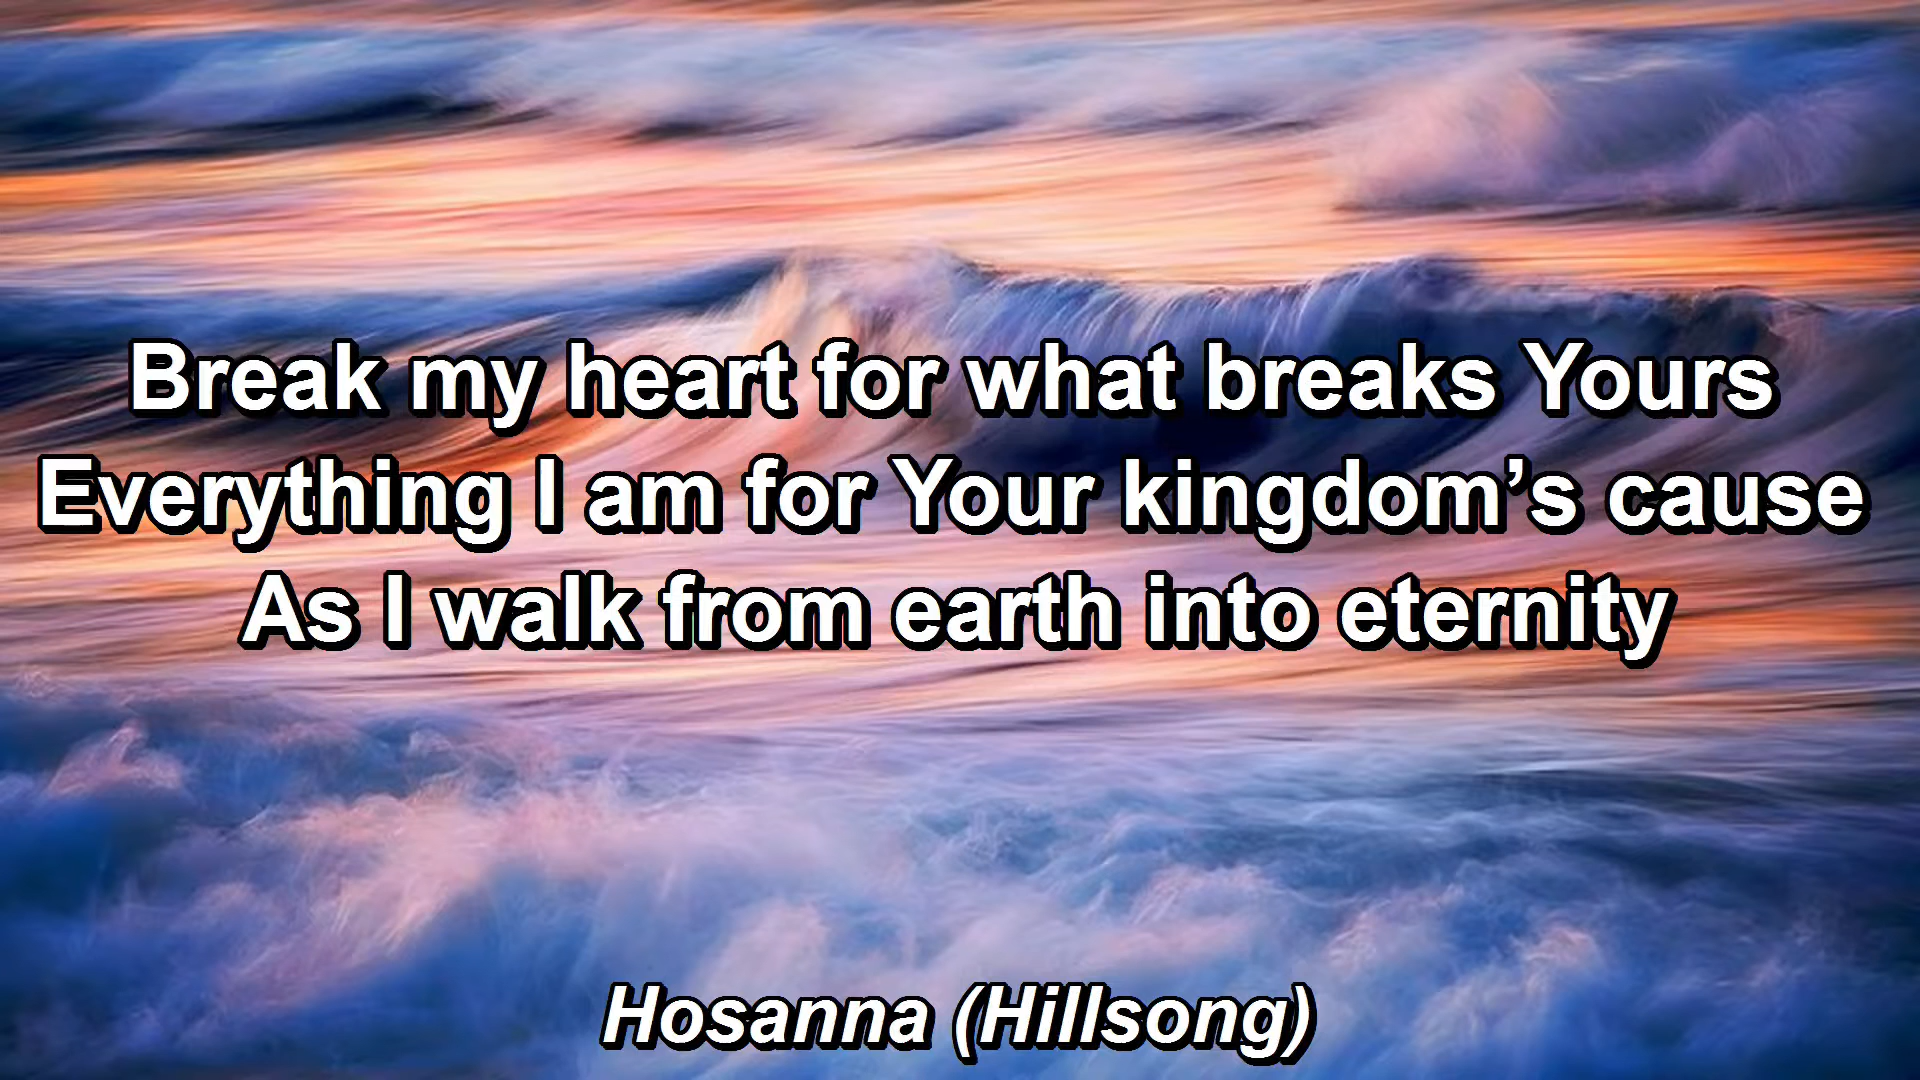 Break my heart for what breaks Yours
Everything I am for Your kingdom’s cause
As I walk from earth into eternity
Hosanna (Hillsong)